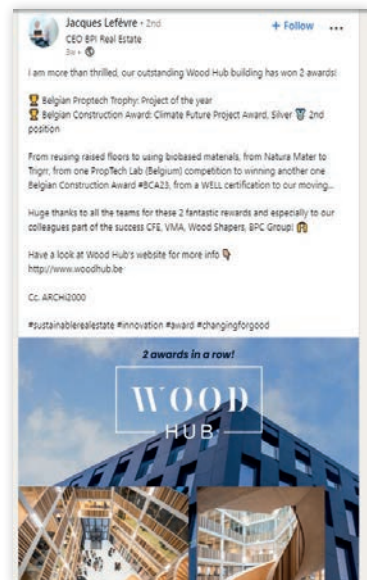 Jacques Lefèvre • 2nd
+ Follow ...
CEO BPI Real Estate
3w •
I am more than thrilled, our outstanding Wood Hub building has won 2 awards!
🏆 Belgian Proptech Trophy: Project of the year
🏆 Belgian Construction Award: Climate Future Project Award, Silver 🥈 2nd
position
From reusing raised floors to using biobased materials, from Natura Mater to
Trigrr; from one PropTech Lab (Belgium) competition to winning another one
Belgian Construction Award #BCA23, from a WELL certification to our moving...
Huge thanks to all the teams for these 2 fantastic rewards and especially to our
colleagues part of the success CFE, VMA, Wood Shapers, BPC Group!
Have a look at Wood Hub's website for more info 👇
http://www.woodhub.be
Cc. ARCHi2000
#sustainablerealestate #innovation #award #changingforgood
2 awards in a row!
WOOD
HUB